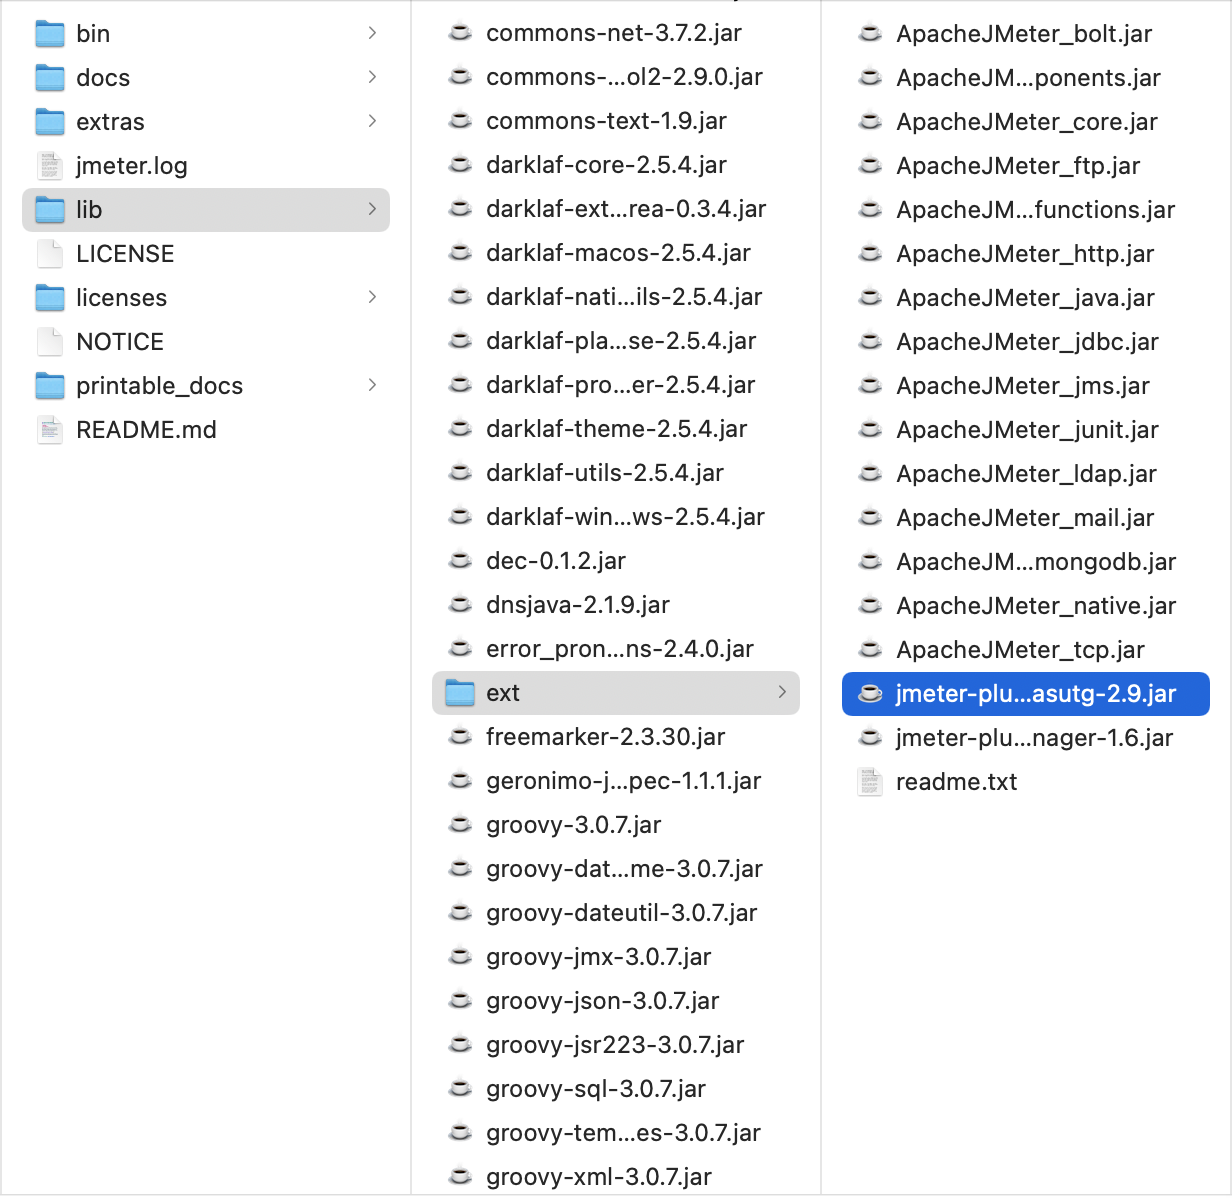 bin
docs
extras
jmeter.log
lib
LICENSE
licenses
NOTICE
printable_docs
README.md
commons-net-3.7.2.jar
commons-...ol2-2.9.0.jar
commons-text-1.9.jar
darklaf-core-2.5.4.jar
darklaf-ext...rea-0.3.4.jar
darklaf-macos-2.5.4.jar
darklaf-nati...ils-2.5.4.jar
darklaf-pla...se-2.5.4.jar
darklaf-pro...er-2.5.4.jar
darklaf-theme-2.5.4.jar
darklaf-utils-2.5.4.jar
darklaf-win...ws-2.5.4.jar
dec-0.1.2.jar
dnsjava-2.1.9.jar
error_pron...ns-2.4.0.jar
ext
freemarker-2.3.30.jar
geronimo-j...pec-1.1.1.jar
groovy-3.0.7.jar
groovy-dat...me-3.0.7.jar
groovy-dateutil-3.0.7.jar
groovy-jmx-3.0.7.jar
groovy-json-3.0.7.jar
groovy-jsr223-3.0.7.jar
groovy-sql-3.0.7.jar
groovy-tem...es-3.0.7.jar
groovy-xml-3.0.7.jar
ApacheJMeter_bolt.jar
ApacheJM...ponents.jar
ApacheJMeter_core.jar
ApacheJMeter_ftp.jar
ApacheJM...functions.jar
ApacheJMeter_http.jar
ApacheJMeter_java.jar
ApacheJMeter_jdbc.jar
ApacheJMeter_jms.jar
ApacheJMeter_junit.jar
ApacheJMeter_ldap.jar
ApacheJMeter_mail.jar
ApacheJM...mongodb.jar
ApacheJMeter_native.jar
ApacheJMeter_tcp.jar
jmeter-plu...asutg-2.9.jar
jmeter-plu...nager-1.6.jar
readme.txt